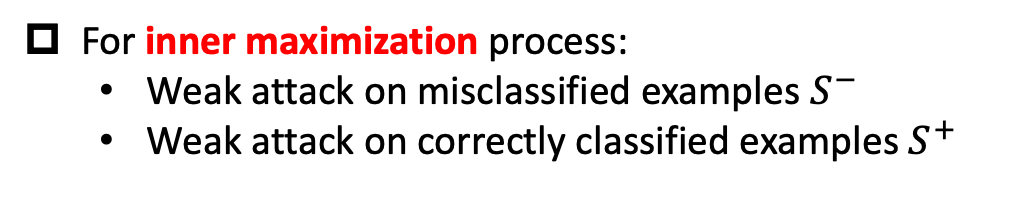 For inner maximization process:
• Weak attack on misclassified examples S⁻
• Weak attack on correctly classified examples S⁺